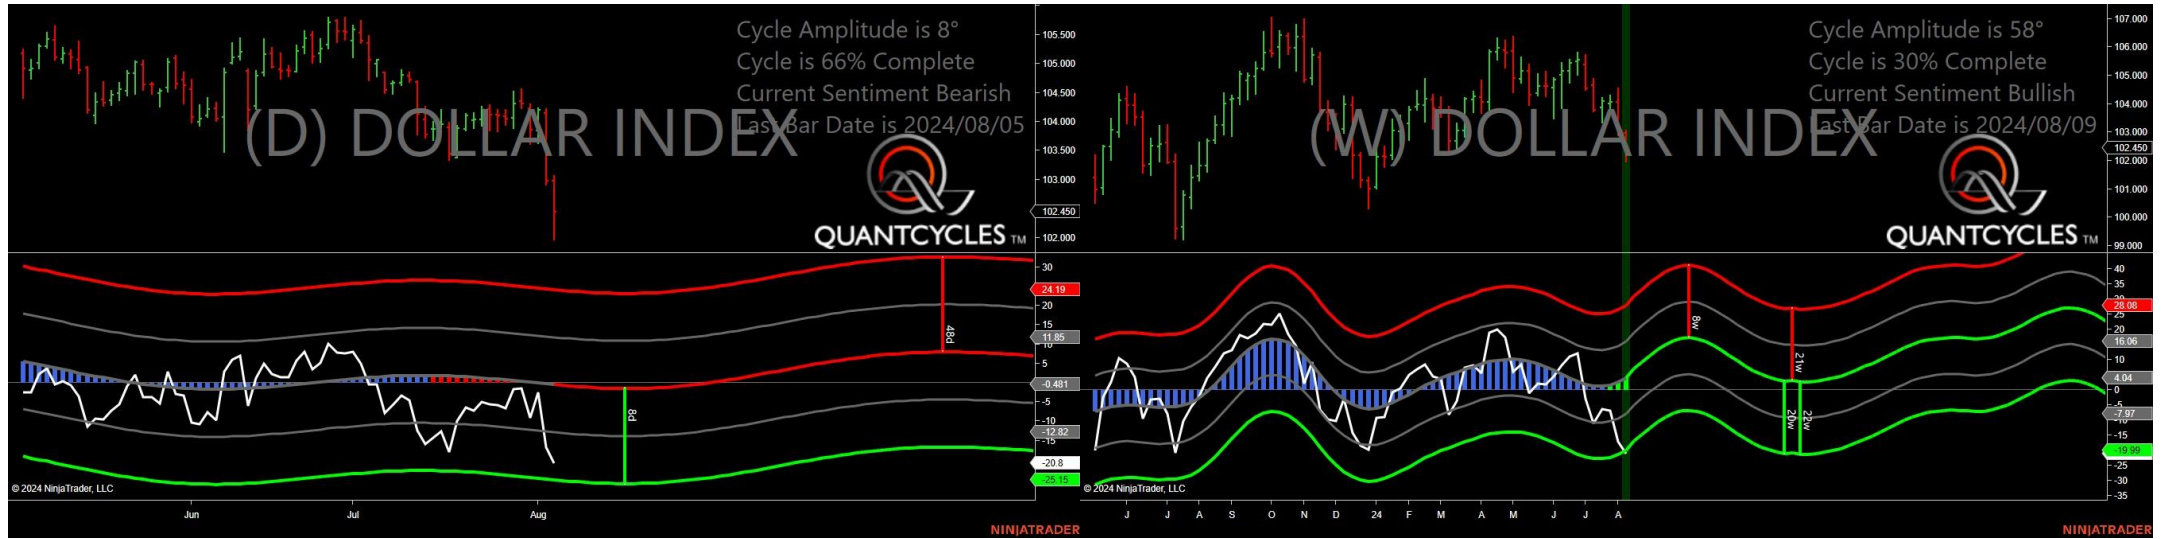 Cycle Amplitude is 8°
Cycle is 66% Complete
Current Sentiment Bearish
Last Bar Date is 2024/08/05
(D) DOLLAR INDEX
QUANTCYCLES TM
105.500
105.000
104.500
104.000
103.500
103.000
102.450
102.000
30
24.19
20
15
11.85
10
5
-0.481
-5
-10
-12.82
-15
-20.8
-25.15
48d
8d
© 2024 NinjaTrader, LLC
Jun
Jul
Aug
NINJATRADER
Cycle Amplitude is 58°
Cycle is 30% Complete
Current Sentiment Bullish
Last Bar Date is 2024/08/09
(W) DOLLAR INDEX
QUANTCYCLES TM
107.000
106.000
105.000
104.000
103.000
102.450
102.000
101.000
100.000
99.000
40
35
28.08
25
20
16.06
10
4.04
0
-5
-7.97
-15
-19.99
-25
-30
-35
8w
21w
20w
22w
© 2024 NinjaTrader, LLC
J
J
A
S
O
N
D
24
F
M
A
M
J
J
A
NINJATRADER